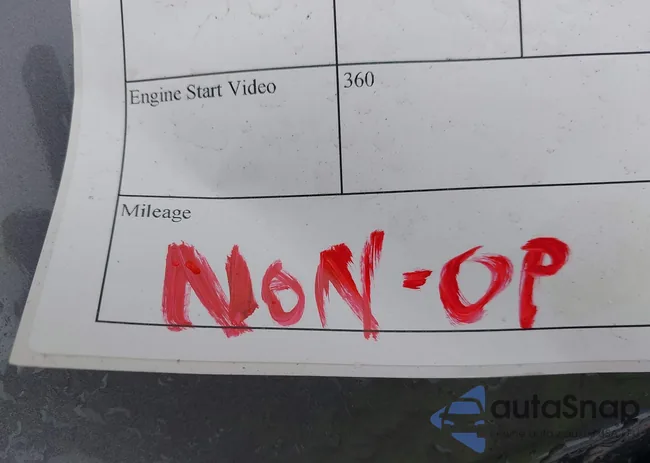 Engine Start Video 360
Mileage
NON-OP
autaSnap